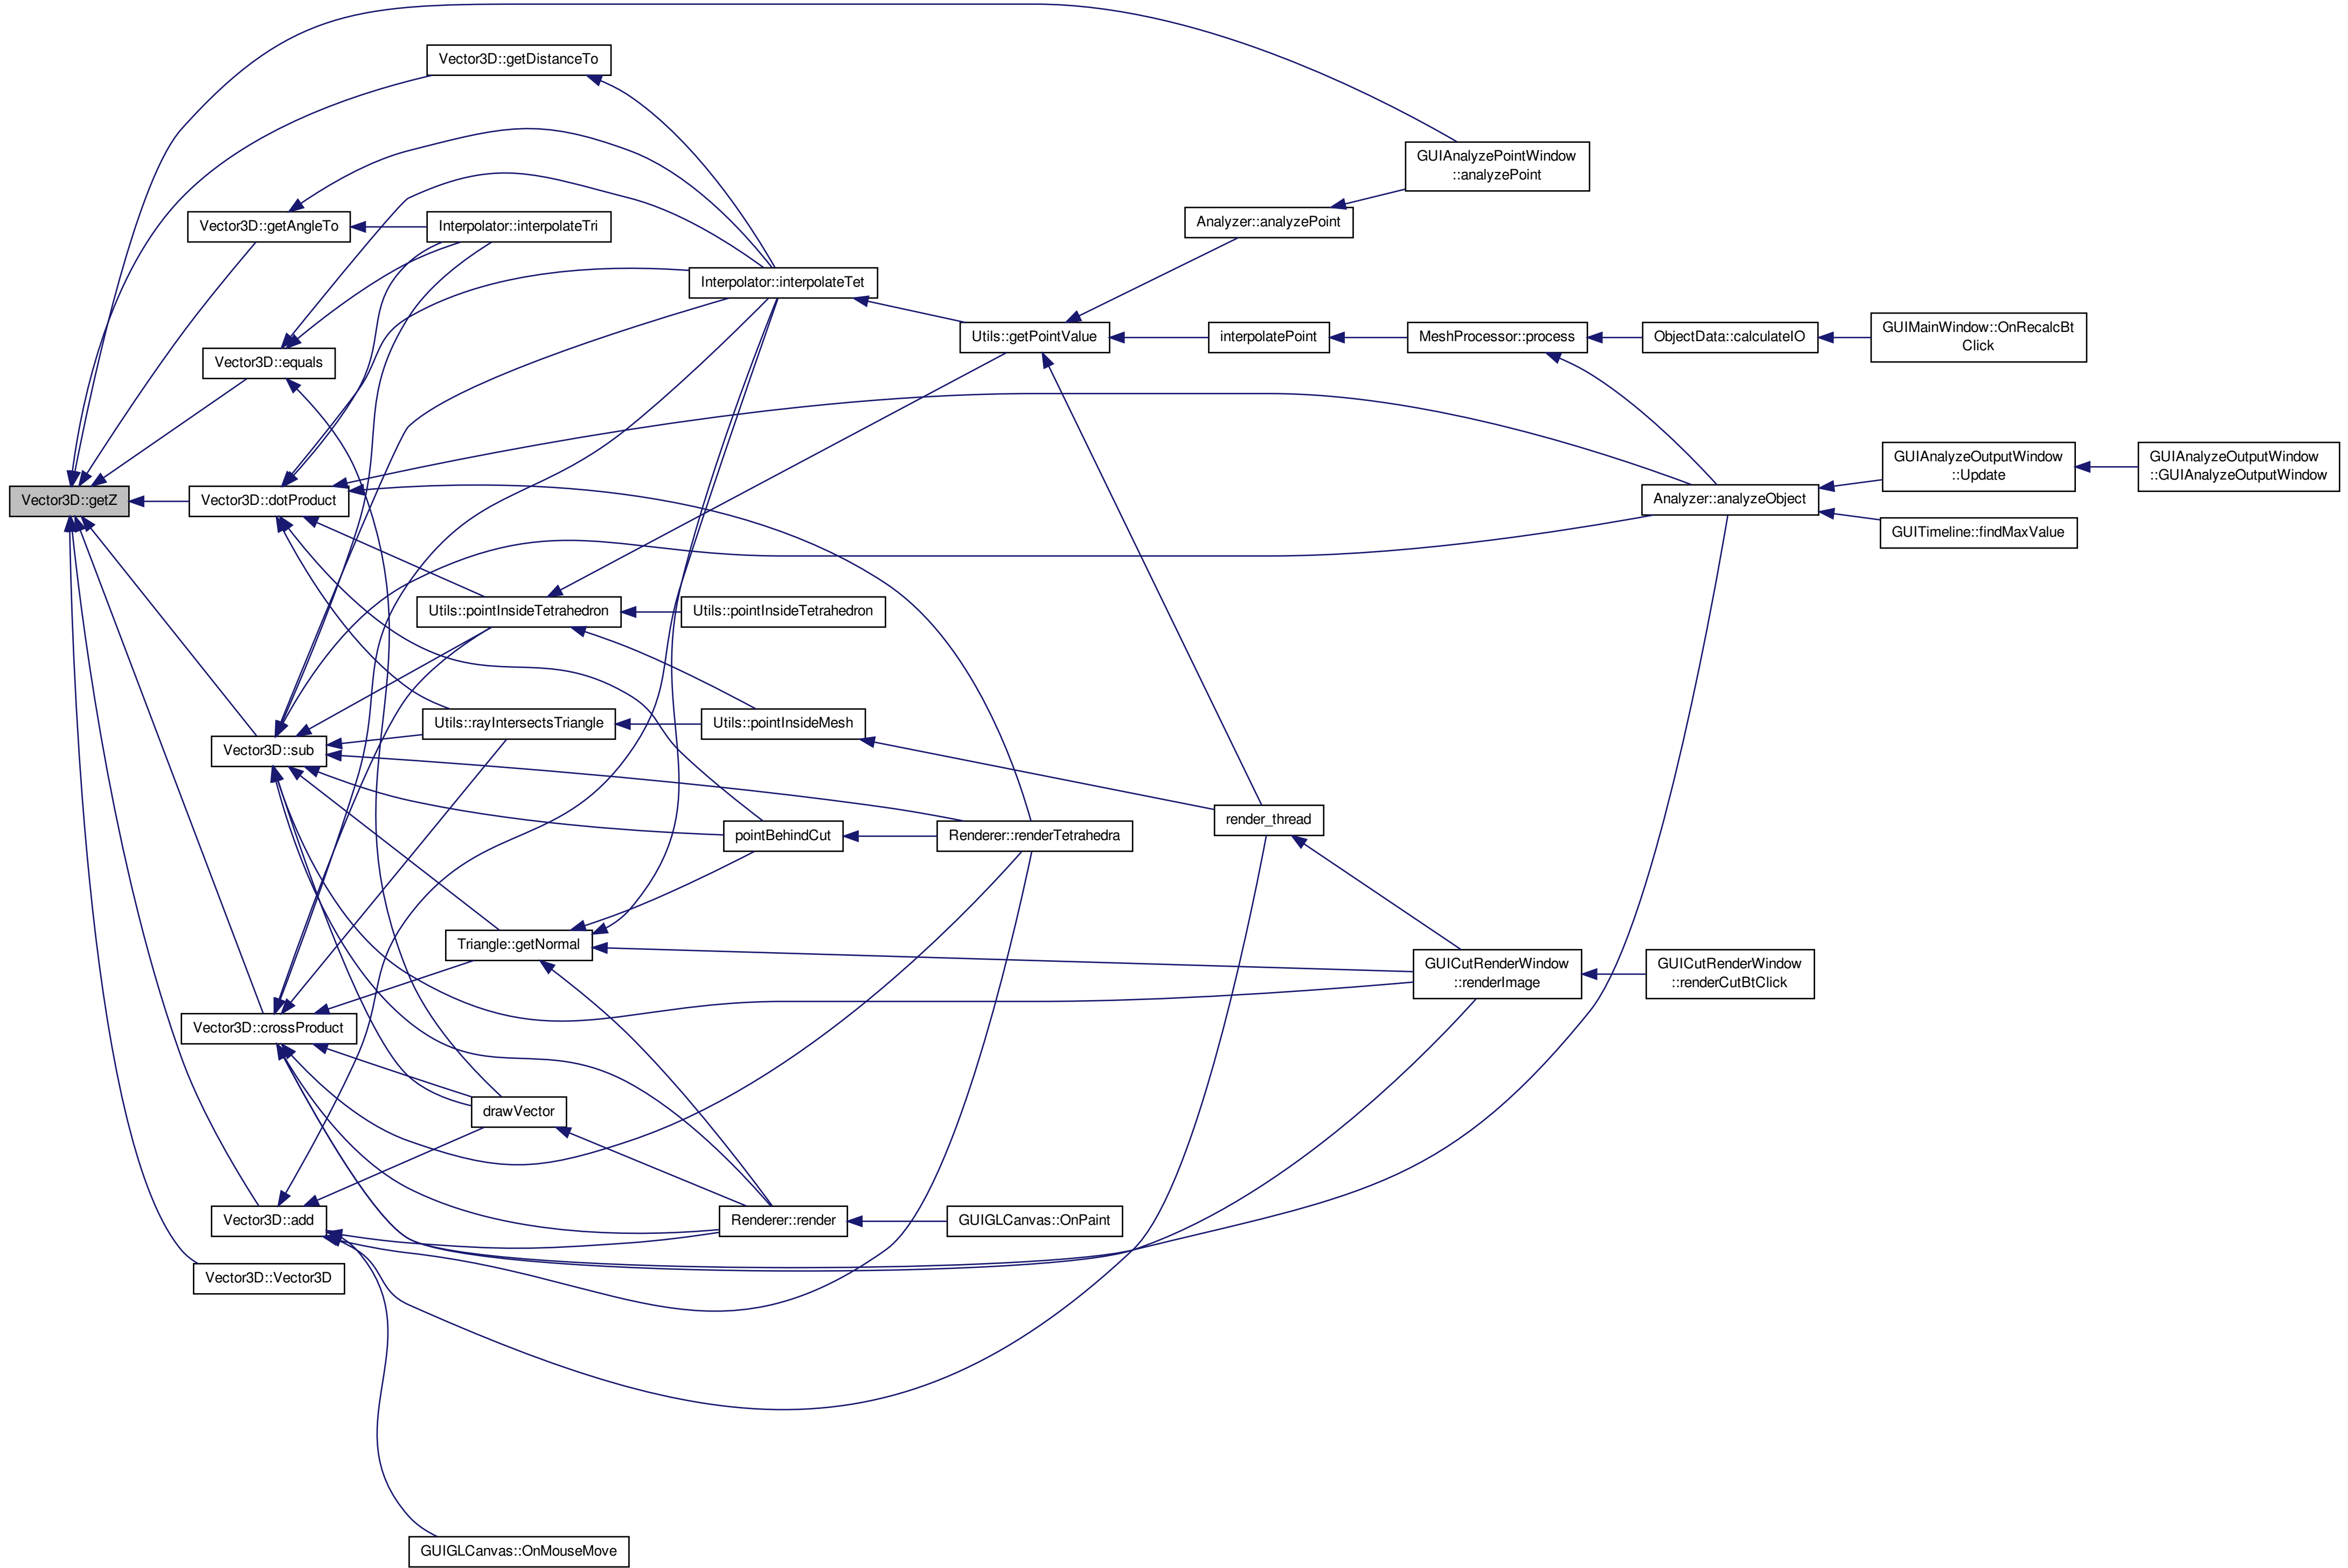 Vector3D::getDistanceTo
GUIAnalyzePointWindow
::analyzePoint
Vector3D::getAngleTo
Interpolator::interpolateTri
Analyzer::analyzePoint
Interpolator::interpolateTet
Utils::getPointValue
interpolatePoint
MeshProcessor::process
ObjectData::calculateIO
GUIMainWindow::OnRecalcBt
Click
Vector3D::equals
GUIAnalyzeOutputWindow
::Update
GUIAnalyzeOutputWindow
::GUIAnalyzeOutputWindow
Vector3D::getZ
Vector3D::dotProduct
Analyzer::analyzeObject
GUITimeline::findMaxValue
Utils::pointInsideTetrahedron
Utils::pointInsideTetrahedron
Utils::rayIntersectsTriangle
Utils::pointInsideMesh
Vector3D::sub
render_thread
pointBehindCut
Renderer::renderTetrahedra
Triangle::getNormal
GUICutRenderWindow
::renderImage
GUICutRenderWindow
::renderCutBtClick
Vector3D::crossProduct
drawVector
Vector3D::add
Renderer::render
GUIGLCanvas::OnPaint
Vector3D::Vector3D
GUIGLCanvas::OnMouseMove